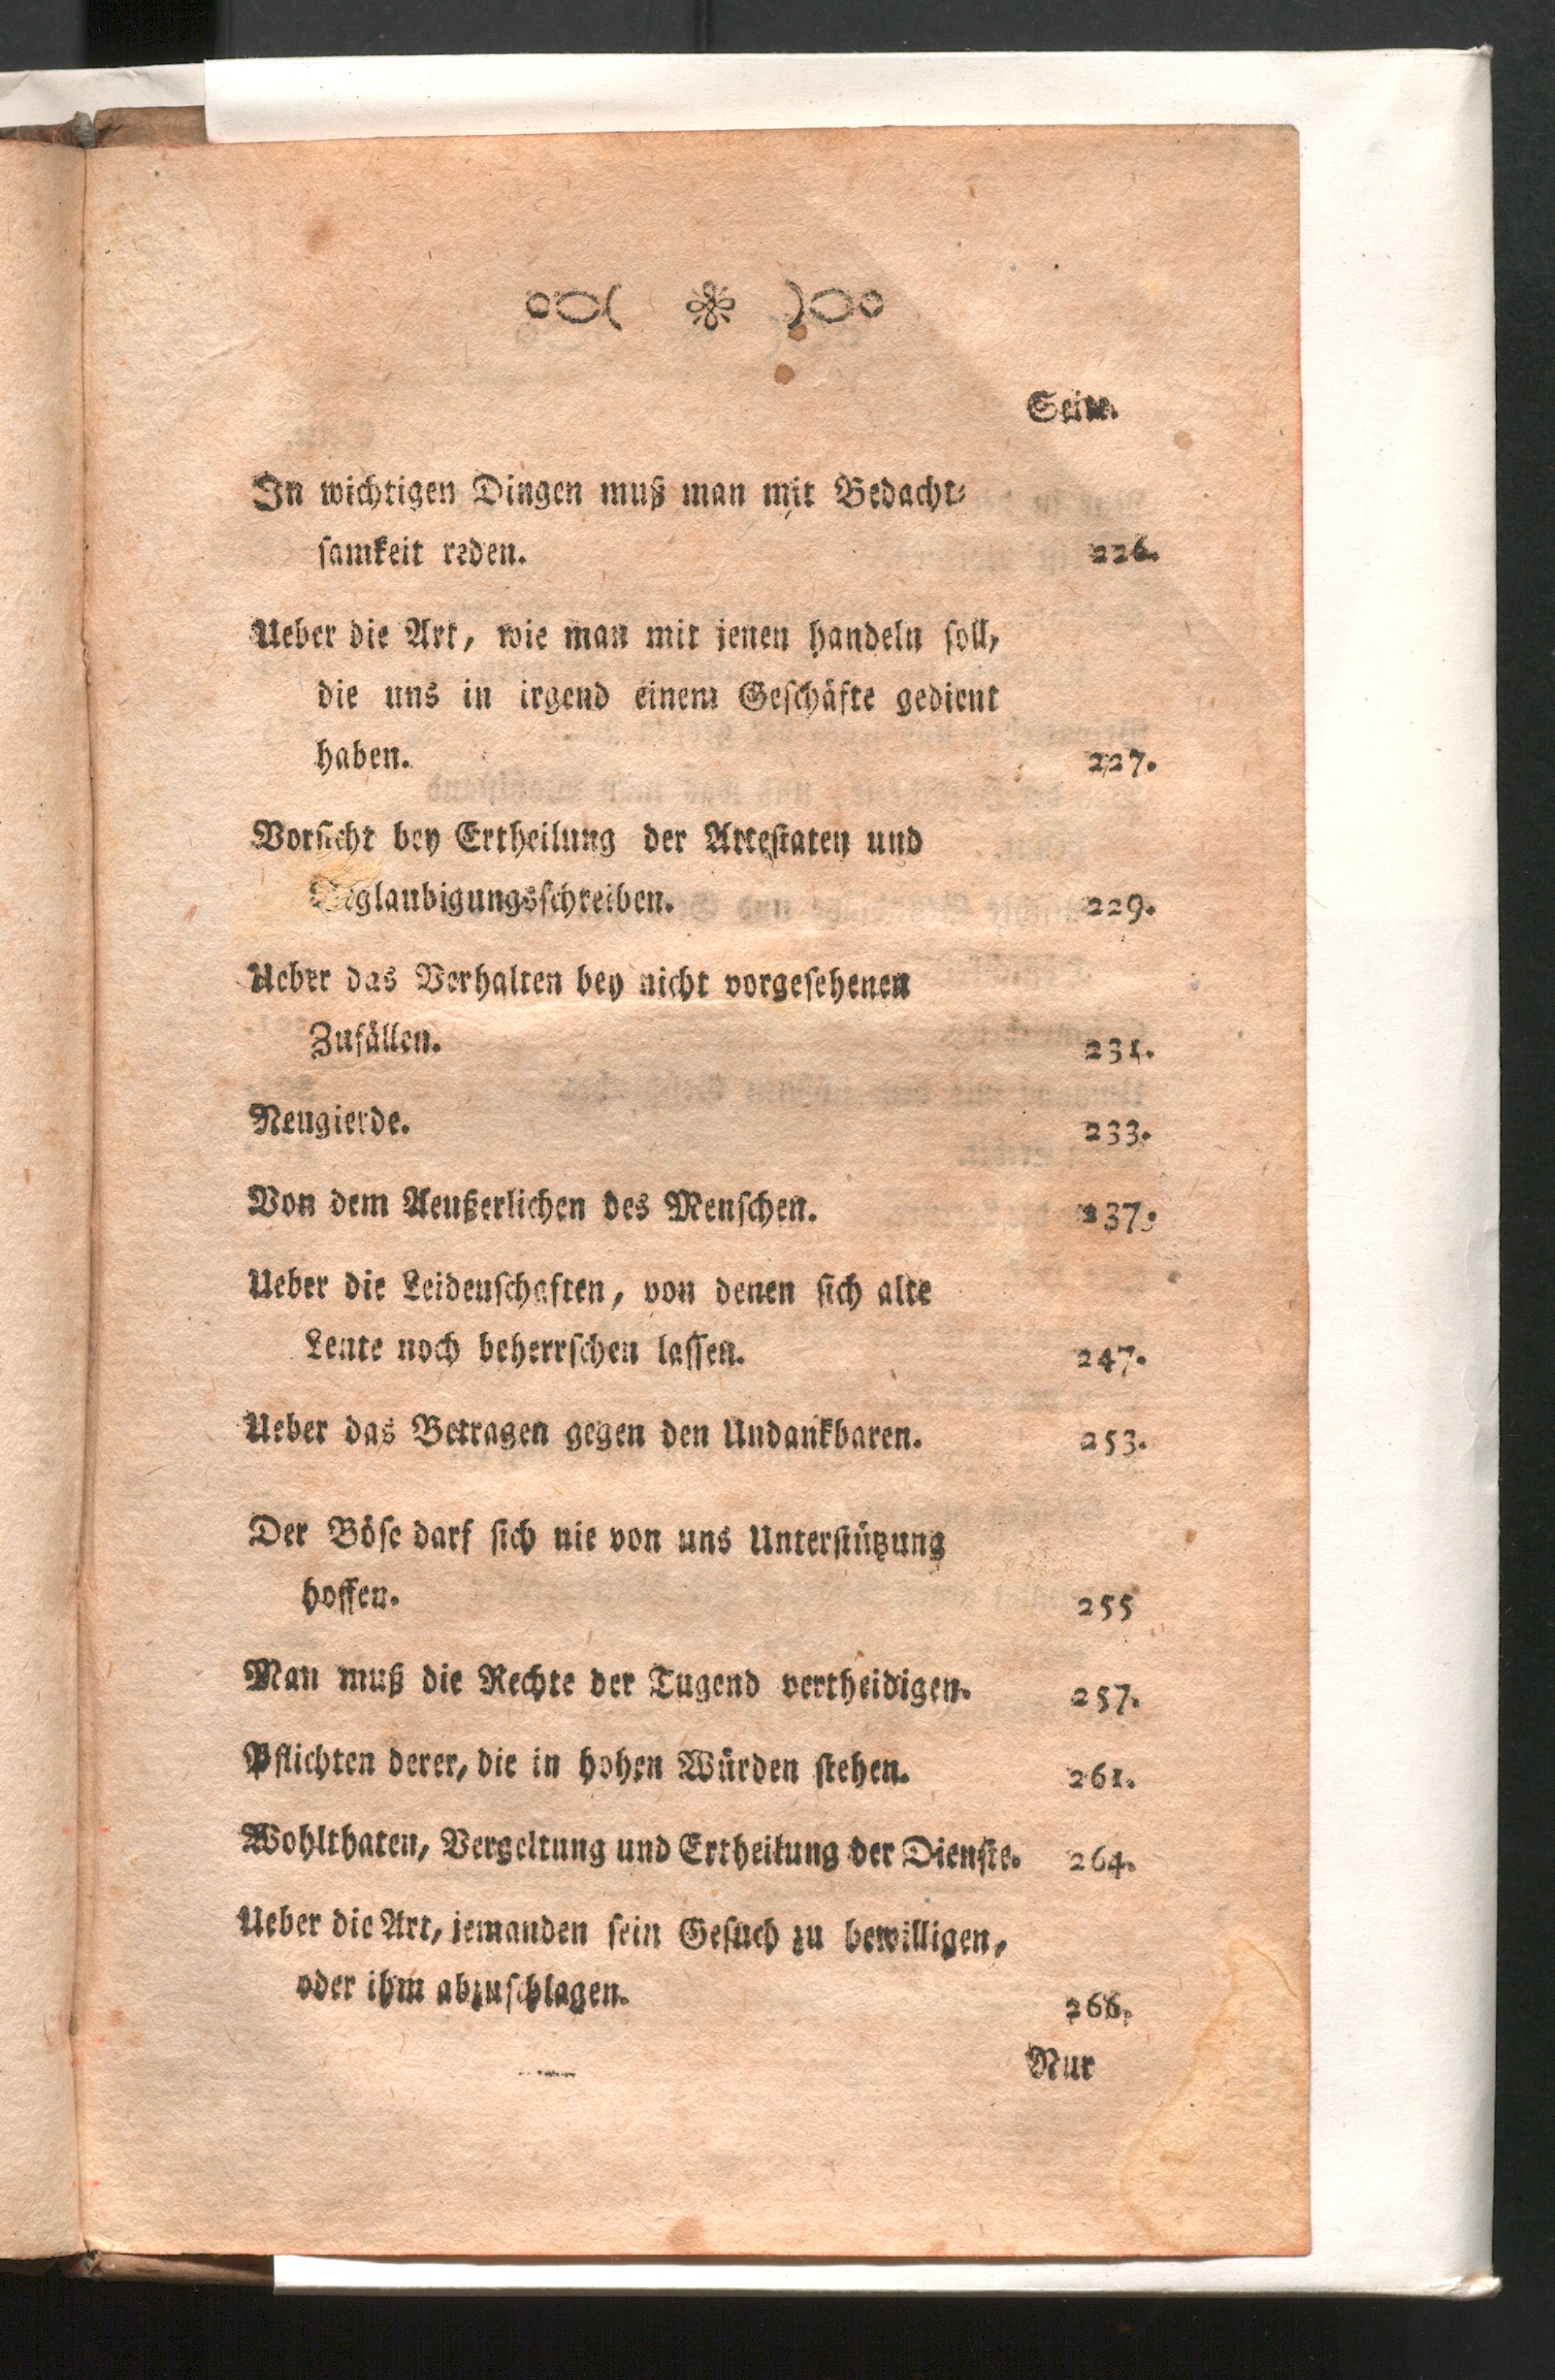 Seite.
In wichtigen Dingen muß man mit Bedacht-
samkeit reden. 226.
Ueber die Art, wie man mit jenen handeln soll,
die uns in irgend einem Geschäfte gedient
haben. 227.
Vorsicht bey Ertheilung der Attestaten und
Beglaubigungsschreiben. 229.
Ueber das Verhalten bey nicht vorgesehenen
Zufällen. 231.
Neugierde. 233.
Von dem Aeußerlichen des Menschen. 237.
Ueber die Leidenschaften, von denen sich alte
Leute noch beherrschen lassen. 247.
Ueber das Betragen gegen den Undankbaren. 253.
Der Böse darf sich nie von uns Unterstützung
hoffen. 255
Man muß die Rechte der Tugend vertheidigen. 257.
Pflichten derer, die in hohen Würden stehen. 261.
Wohlthaten, Vergeltung und Ertheilung der Dienste. 264.
Ueber die Art, jemanden sein Gesuch zu bewilligen,
oder ihm abzuschlagen. 266.
Nur